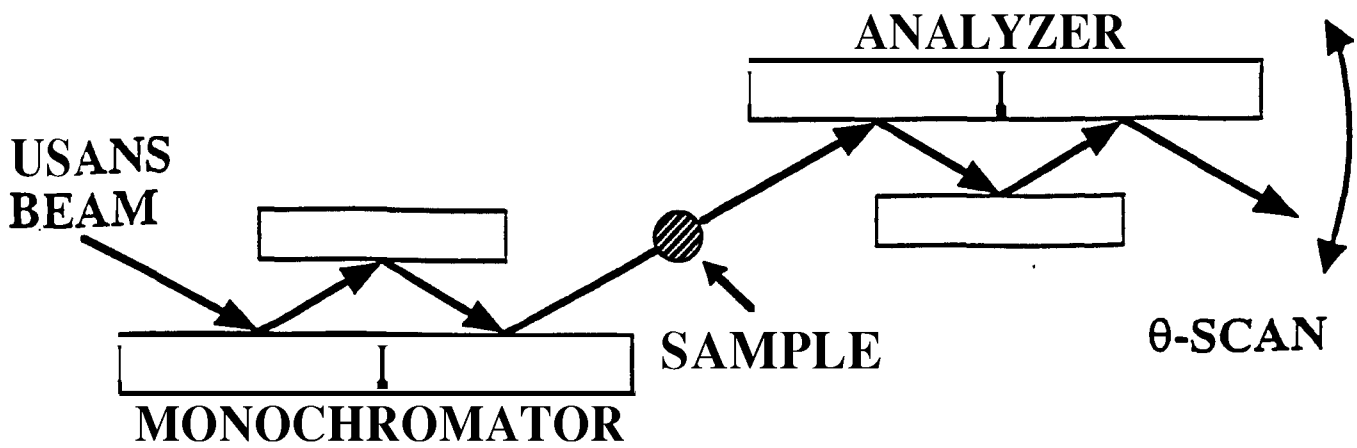 ANALYZER
USANS
BEAM
SAMPLE
θ-SCAN
MONOCHROMATOR